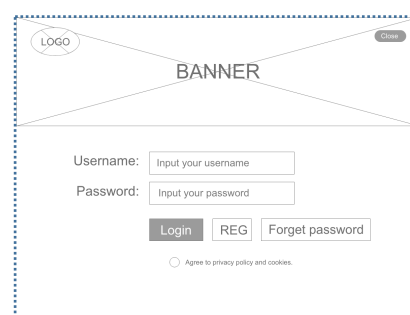 LOGO
Close
BANNER
Username: Input your username
Password: Input your password
Login REG Forget password
Agree to privacy policy and cookies.